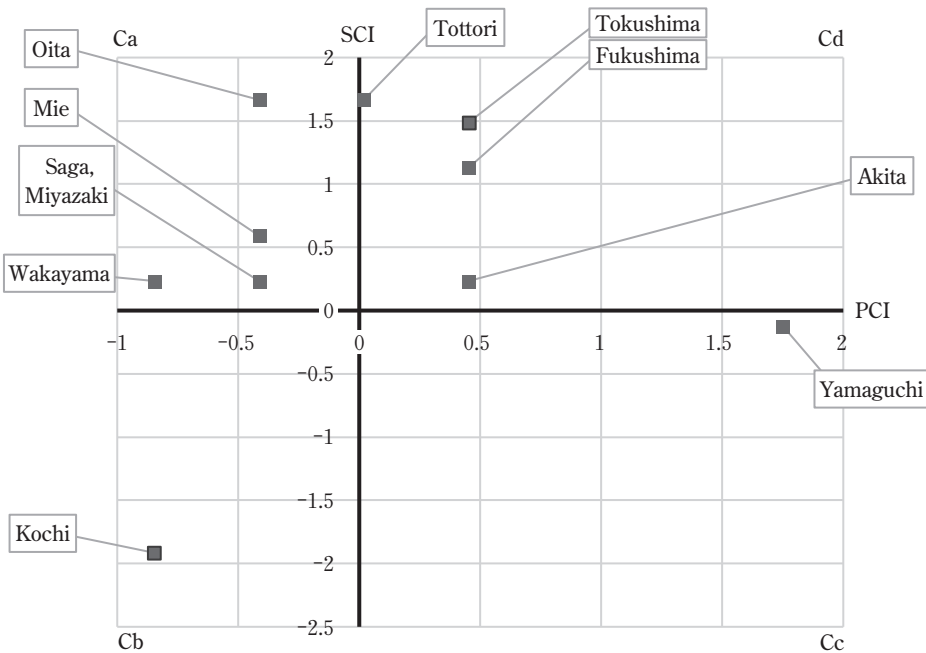 Ca
SCI
Tottori
Tokushima
Cd
Oita
2
Fukushima
Mie
1.5
Saga,
Miyazaki
1
Akita
0.5
Wakayama
0
PCI
-1
-0.5
0
0.5
1
1.5
2
-0.5
Yamaguchi
-1
-1.5
Kochi
-2
-2.5
Cb
Cc